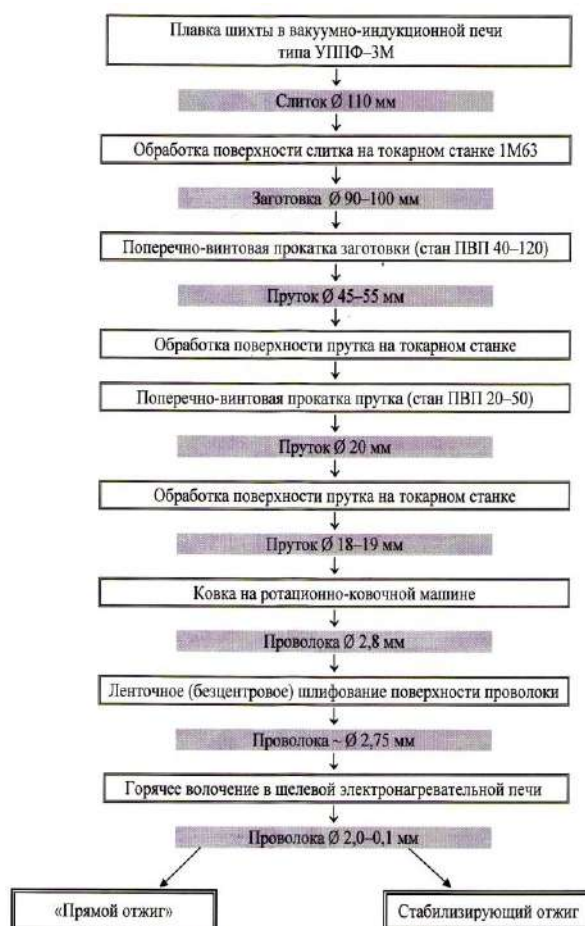 Плавка шихты в вакуумно-индукционной печи
типа УППФ–3М
Слиток Ø 110 мм
Обработка поверхности слитка на токарном станке 1М63
Заготовка Ø 90–100 мм
Поперечно-винтовая прокатка заготовки (стан ПВП 40–120)
Пруток Ø 45–55 мм
Обработка поверхности прутка на токарном станке
Поперечно-винтовая прокатка прутка (стан ПВП 20–50)
Пруток Ø 20 мм
Обработка поверхности прутка на токарном станке
Пруток Ø 18–19 мм
Ковка на ротационно-ковочной машине
Проволока Ø 2,8 мм
Ленточное (безцентровое) шлифование поверхности проволоки
Проволока ~ Ø 2,75 мм
Горячее волочение в щелевой электронагревательной печи
Проволока Ø 2,0–0,1 мм
«Прямой отжиг»
Стабилизирующий отжиг